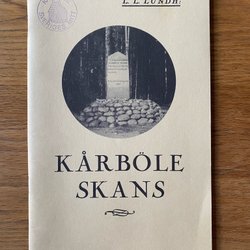 L. L. LUNDH:
KÅRBÖLE
SKANS